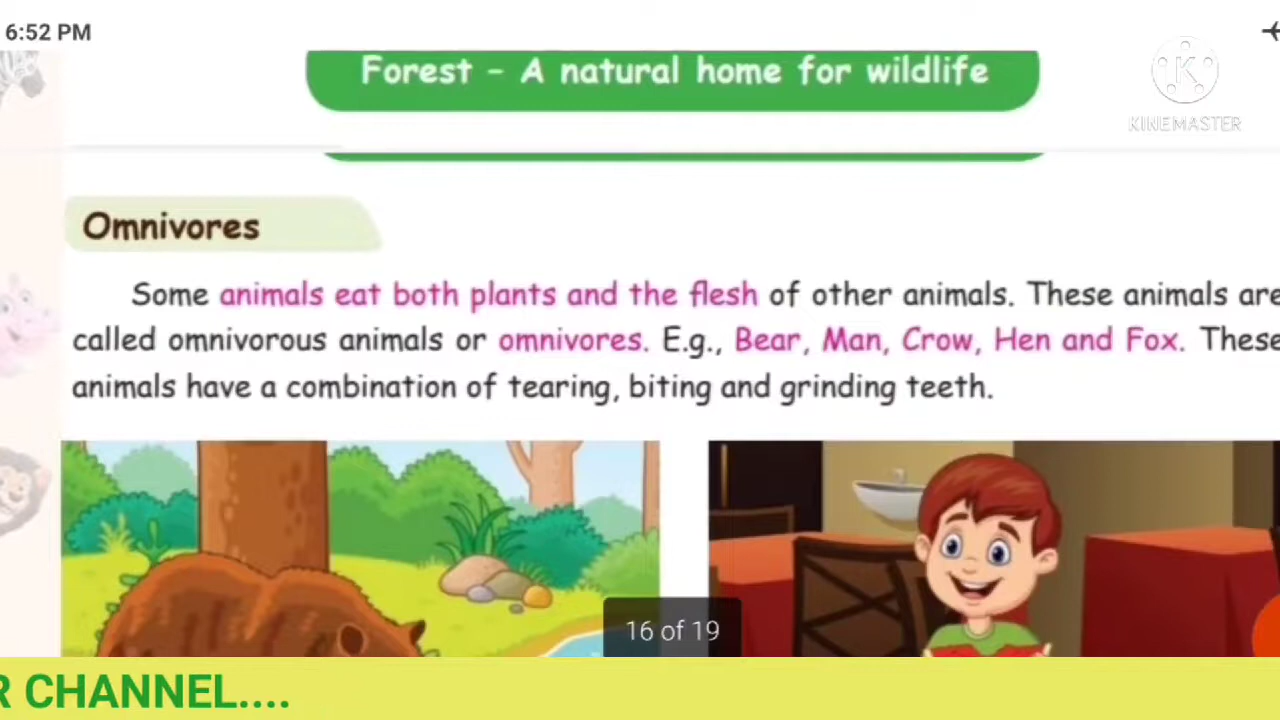 6:52 PM
Forest - A natural home for wildlife
KINEMASTER
Omnivores
Some animals eat both plants and the flesh of other animals. These animals are
called omnivorous animals or omnivores. E.g., Bear, Man, Crow, Hen and Fox. These
animals have a combination of tearing, biting and grinding teeth.
16 of 19
R CHANNEL....